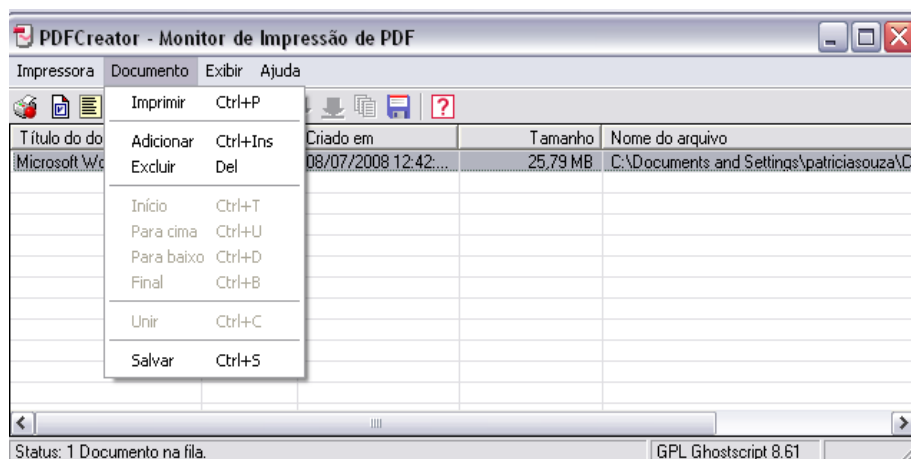 PDFCreator - Monitor de Impressão de PDF
Impressora Documento Exibir Ajuda
Imprimir Ctrl+P
Adicionar Ctrl+Ins
Excluir Del
Início Ctrl+T
Para cima Ctrl+U
Para baixo Ctrl+D
Final Ctrl+B
Unir Ctrl+C
Salvar Ctrl+S
Título do do Criado em Tamanho Nome do arquivo
Microsoft Wo 08/07/2008 12:42:... 25,79 MB C:\Documents and Settings\patriciasouza\C
Status: 1 Documento na fila. GPL Ghostscript 8.61